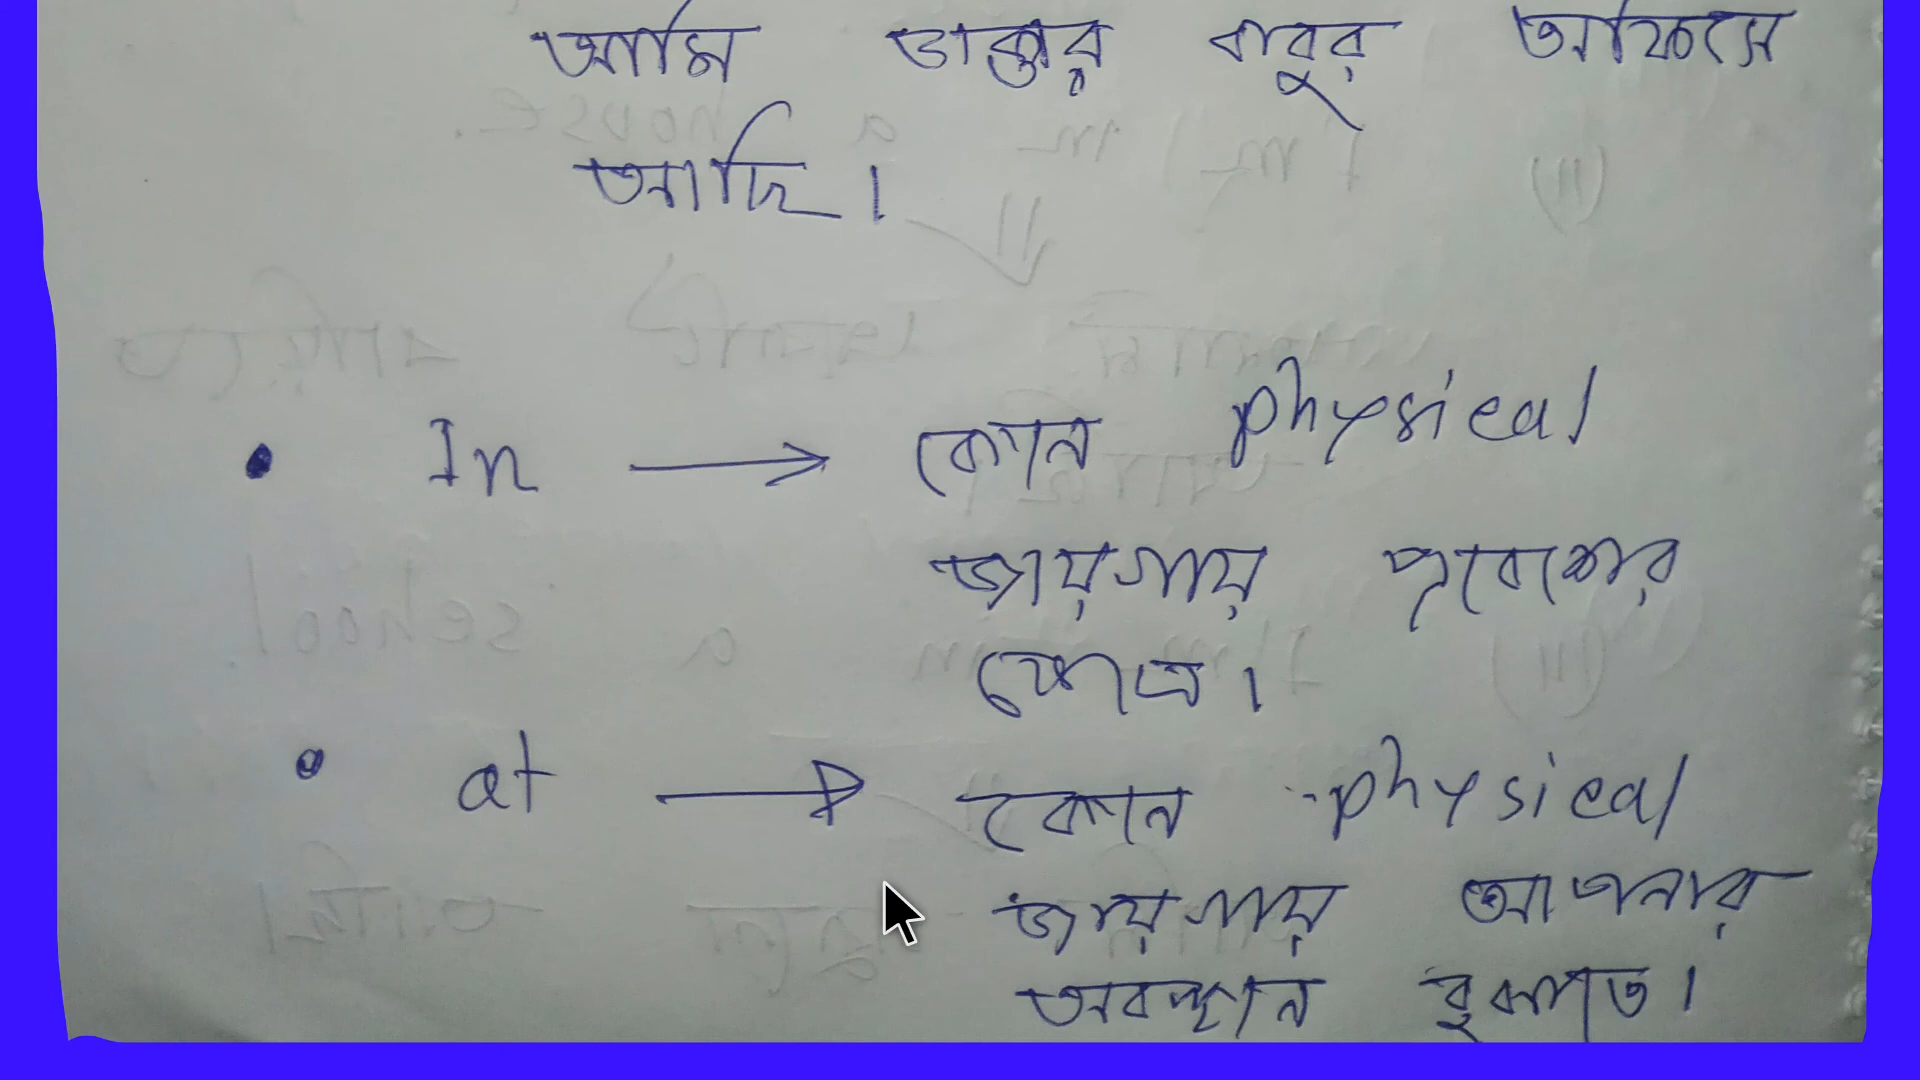 আমি ডাক্তার বাবুর অফিসে
আছি।
• In → কোন physical
জায়গায় প্রবেশের
ক্ষেত্রে।
• at → কোন physical
জায়গায় আপনার
অবস্থান বুঝাতে।